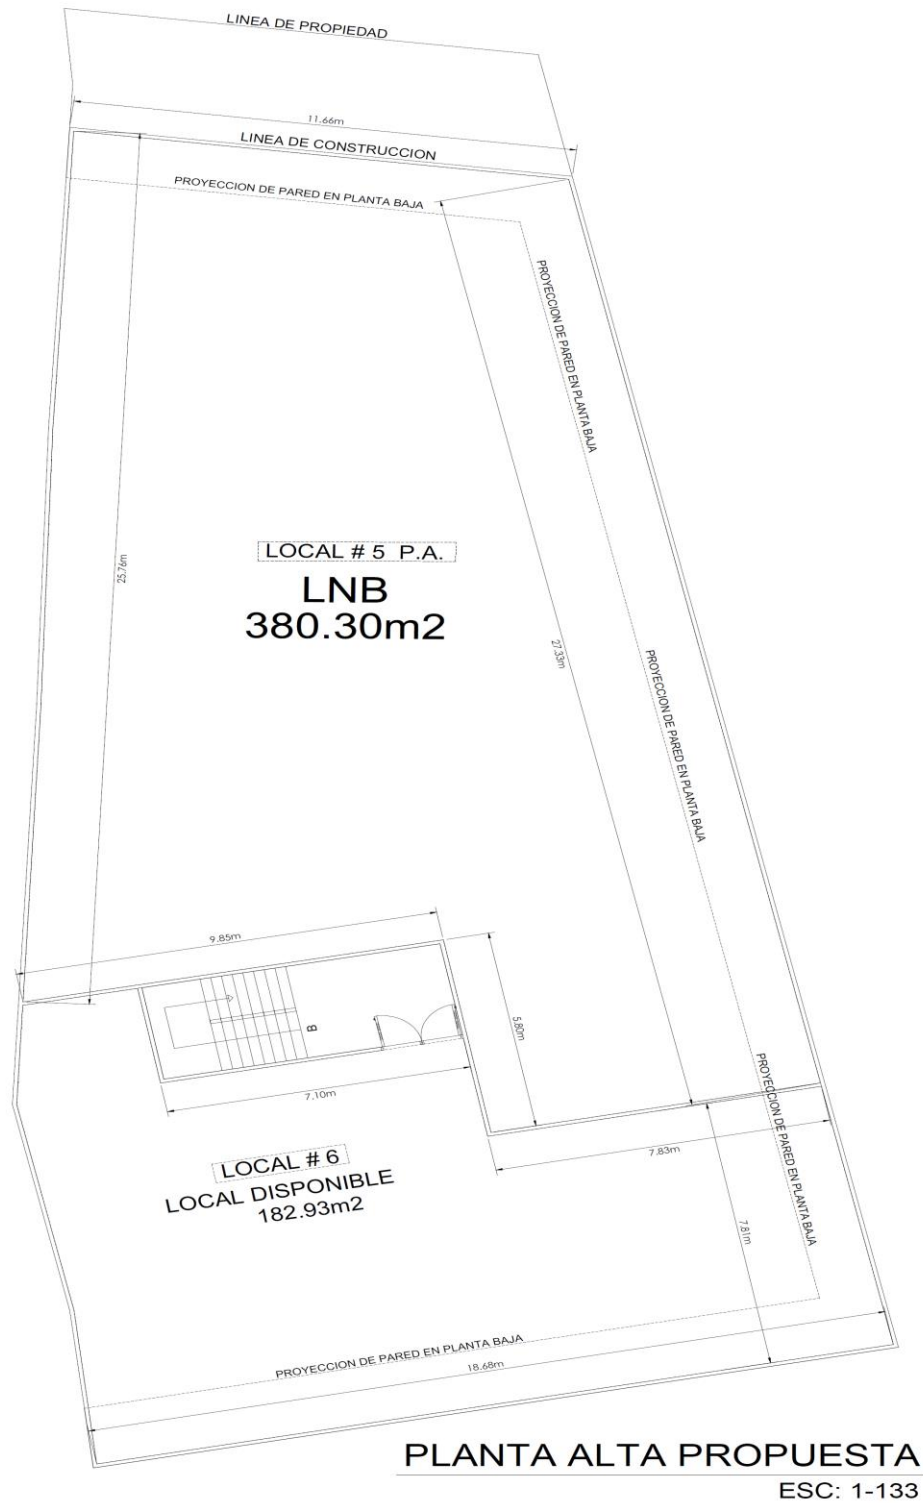 LINEA DE PROPIEDAD
11.66m
LINEA DE CONSTRUCCION
PROYECCION DE PARED EN PLANTA BAJA
PROYECCION DE PARED EN PLANTA BAJA
LOCAL # 5 P.A.
LNB
380.30m2
25.76m
27.33m
PROYECCION DE PARED EN PLANTA BAJA
9.85m
B
5.80m
7.10m
PROYECCION DE PARED EN PLANTA BAJA
7.83m
LOCAL # 6
LOCAL DISPONIBLE
182.93m2
7.81m
PROYECCION DE PARED EN PLANTA BAJA
18.68m
PLANTA ALTA PROPUESTA
ESC: 1-133